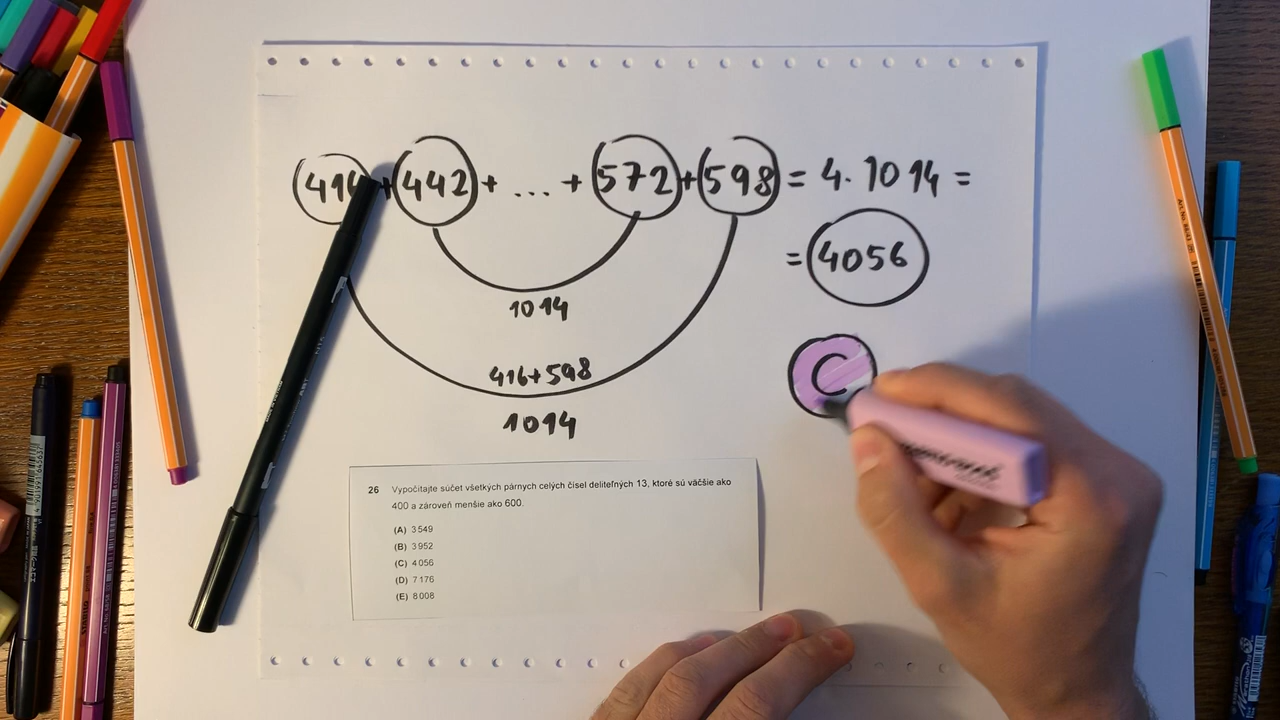 414 + 442 + ... + 572 + 598 = 4. 1014 =
= 4056
1014
C
416+598
1014
26 Vypočítajte súčet všetkých párnych celých čísel deliteľných 13, ktoré sú väčšie ako
400 a zároveň menšie ako 600.
(A) 3 549
(B) 3 952
(C) 4 056
(D) 7 176
(E) 8 008